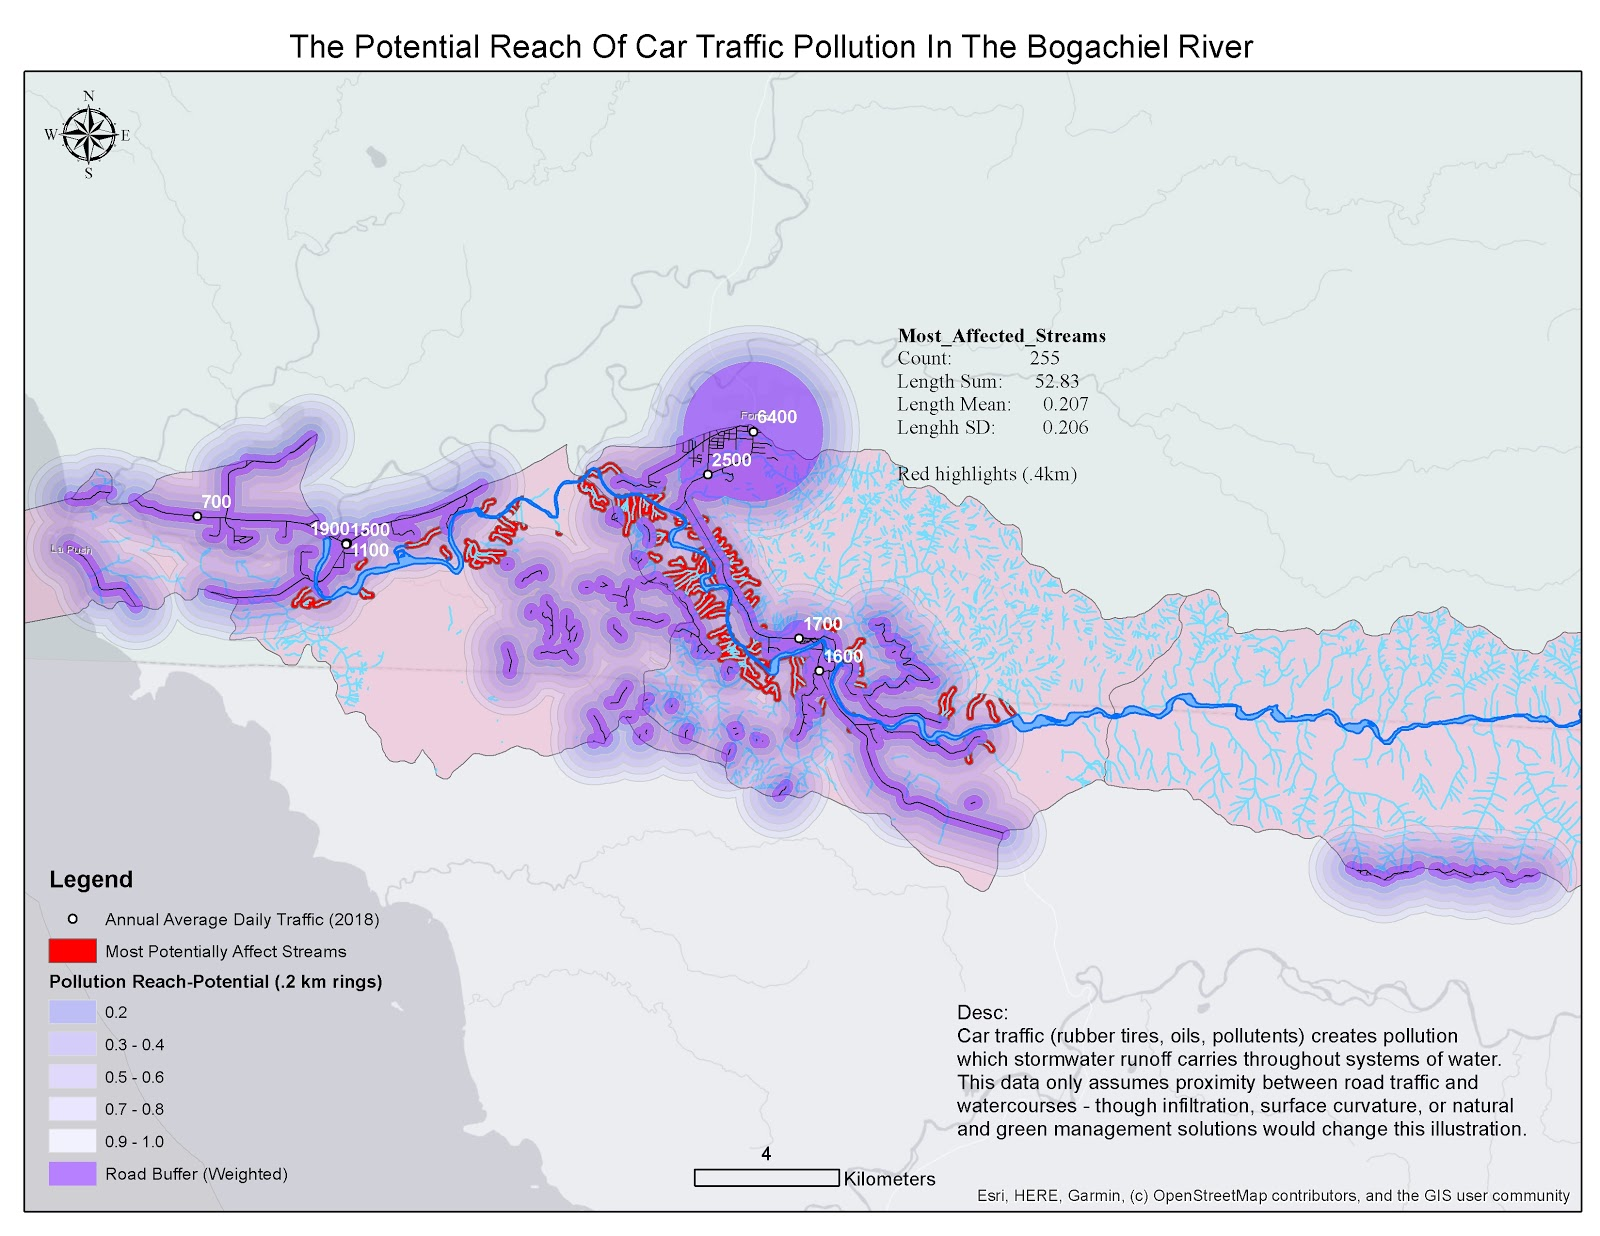 The Potential Reach Of Car Traffic Pollution In The Bogachiel River
N
W E
S
Most_Affected_Streams
Count: 255
Length Sum: 52.83
Length Mean: 0.207
Lenghh SD: 0.206
Red highlights (.4km)
6400
2500
700
19001500
1100
La Push
1700
1600
Legend
Annual Average Daily Traffic (2018)
Most Potentially Affect Streams
Pollution Reach-Potential (.2 km rings)
0.2
0.3 - 0.4
0.5 - 0.6
0.7 - 0.8
0.9 - 1.0
Road Buffer (Weighted)
Desc:
Car traffic (rubber tires, oils, pollutents) creates pollution
which stormwater runoff carries throughout systems of water.
This data only assumes proximity between road traffic and
watercourses - though infiltration, surface curvature, or natural
and green management solutions would change this illustration.
4
Kilometers
Esri, HERE, Garmin, (c) OpenStreetMap contributors, and the GIS user community